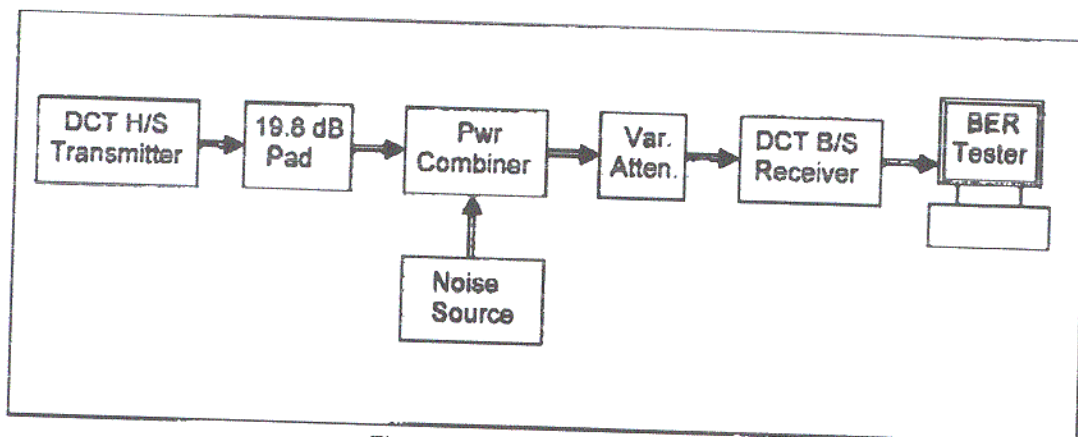 DCT H/S
Transmitter
19.8 dB
Pad
Pwr
Combiner
Var.
Atten.
DCT B/S
Receiver
BER
Tester
Noise
Source